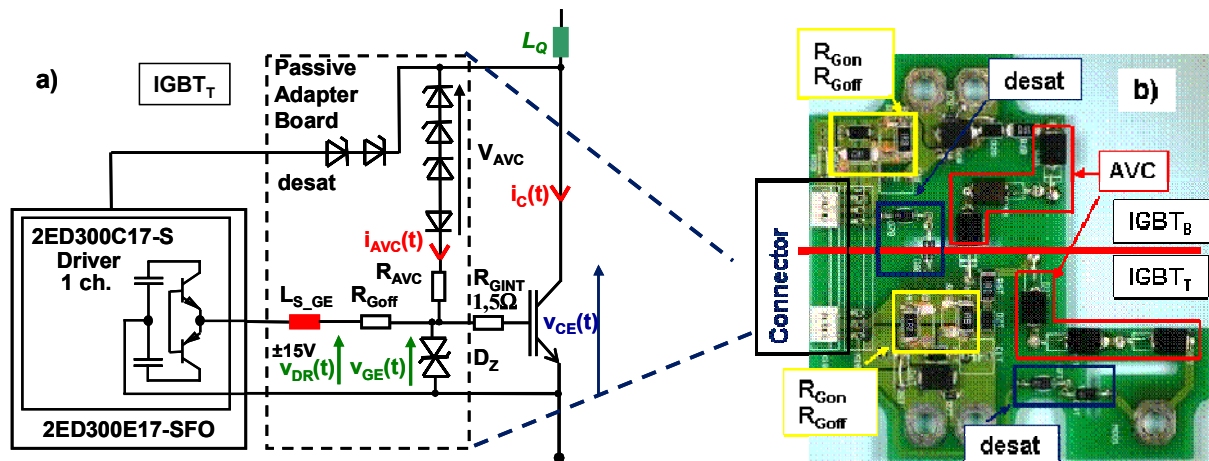 a)
IGBT_T
Passive
Adapter
Board
desat
L_Q
V_AVC
i_C(t)
i_AVC(t)
R_AVC
R_GINT
1,5Ω
2ED300C17-S
Driver
1 ch.
L_S_GE
R_Goff
±15V
v_DR(t)
v_GE(t)
D_Z
v_CE(t)
2ED300E17-SFO
R_Gon
R_Goff
desat
b)
AVC
IGBT_B
IGBT_T
Connector
R_Gon
R_Goff
desat